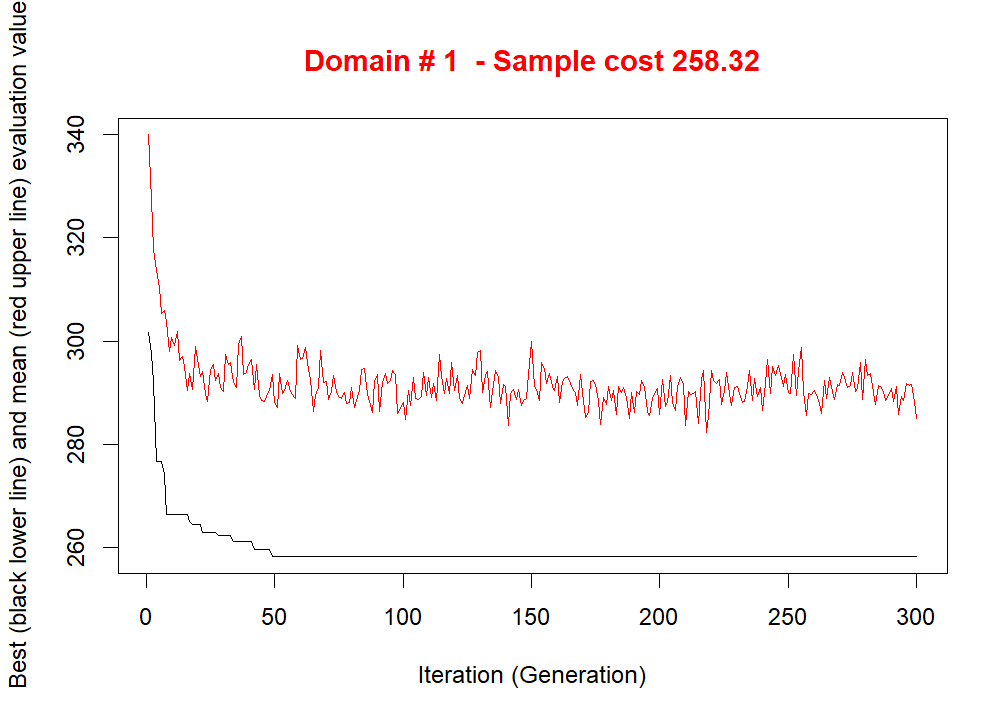 Domain # 1  - Sample cost 258.32
Best (black lower line) and mean (red upper line) evaluation value
340
320
300
280
260
0 50 100 150 200 250 300
Iteration (Generation)